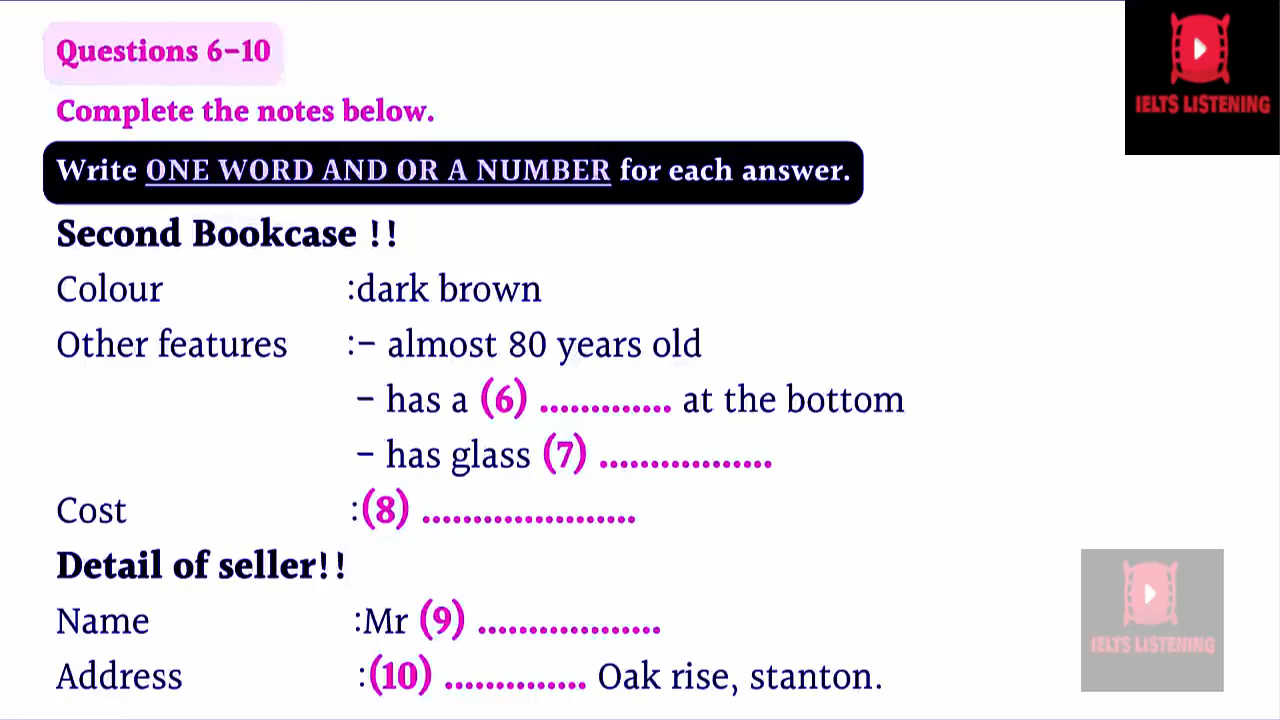 Questions 6-10
IELTS LISTENING
Complete the notes below.
Write ONE WORD AND OR A NUMBER for each answer.
Second Bookcase !!
Colour :dark brown
Other features :- almost 80 years old
- has a (6) ............. at the bottom
- has glass (7) .................
Cost :(8) .....................
Detail of seller!!
Name :Mr (9) ..................
IELTS LISTENING
Address :(10) .............. Oak rise, stanton.